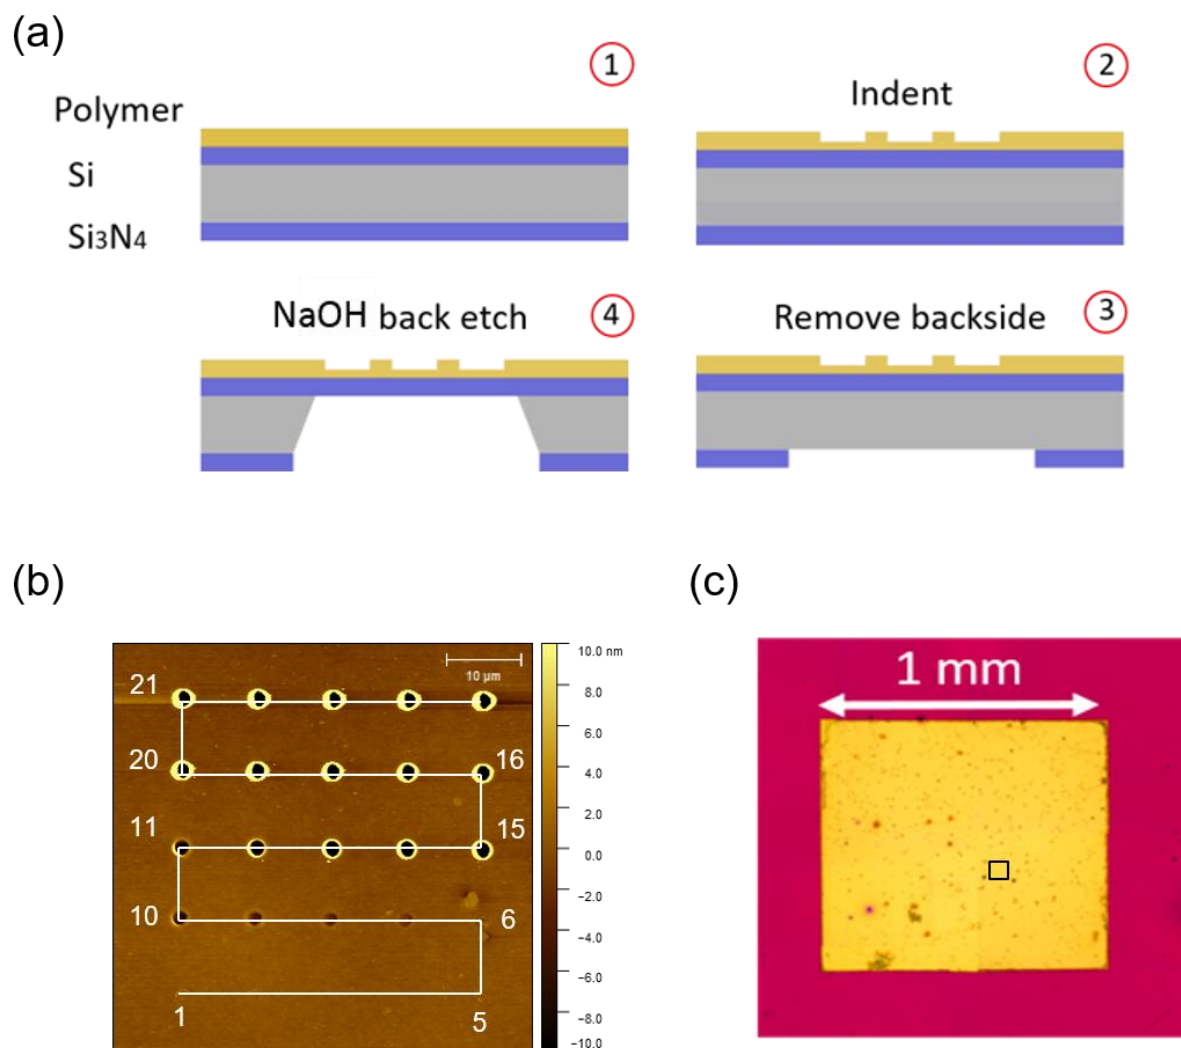 (a)
1
Polymer
Si
Si3N4
2
Indent
NaOH back etch
4
Remove backside
3
(b)
21
20
16
11
15
10
6
1
5
10 µm
10.0 nm
8.0
6.0
4.0
2.0
0.0
−2.0
−4.0
−6.0
−8.0
−10.0
(c)
1 mm